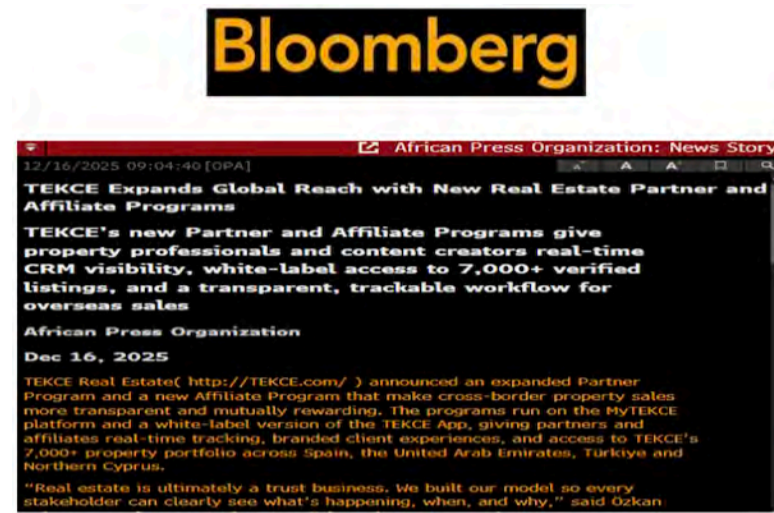 Bloomberg
African Press Organization: News Story
12/16/2025 09:04:40 [OPA]
A A A
TEKCE Expands Global Reach with New Real Estate Partner and
Affiliate Programs
TEKCE's new Partner and Affiliate Programs give
property professionals and content creators real-time
CRM visibility, white-label access to 7,000+ verified
listings, and a transparent, trackable workflow for
overseas sales
African Press Organization
Dec 16, 2025
TEKCE Real Estate( http://TEKCE.com/ ) announced an expanded Partner
Program and a new Affiliate Program that make cross-border property sales
more transparent and mutually rewarding. The programs run on the MyTEKCE
platform and a white-label version of the TEKCE App, giving partners and
affiliates real-time tracking, branded client experiences, and access to TEKCE's
7,000+ property portfolio across Spain, the United Arab Emirates, Türkiye and
Northern Cyprus.
"Real estate is ultimately a trust business. We built our model so every
stakeholder can clearly see what's happening, when, and why," said Özkan